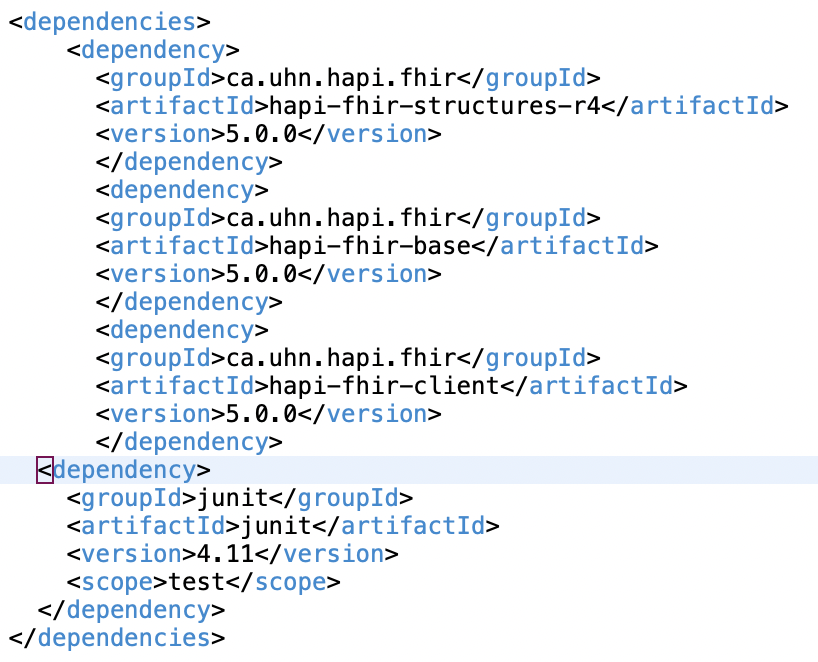 <dependencies>
    <dependency>
      <groupId>ca.uhn.hapi.fhir</groupId>
      <artifactId>hapi-fhir-structures-r4</artifactId>
      <version>5.0.0</version>
      </dependency>
      <dependency>
      <groupId>ca.uhn.hapi.fhir</groupId>
      <artifactId>hapi-fhir-base</artifactId>
      <version>5.0.0</version>
      </dependency>
      <dependency>
      <groupId>ca.uhn.hapi.fhir</groupId>
      <artifactId>hapi-fhir-client</artifactId>
      <version>5.0.0</version>
      </dependency>
  <dependency>
    <groupId>junit</groupId>
    <artifactId>junit</artifactId>
    <version>4.11</version>
    <scope>test</scope>
  </dependency>
</dependencies>